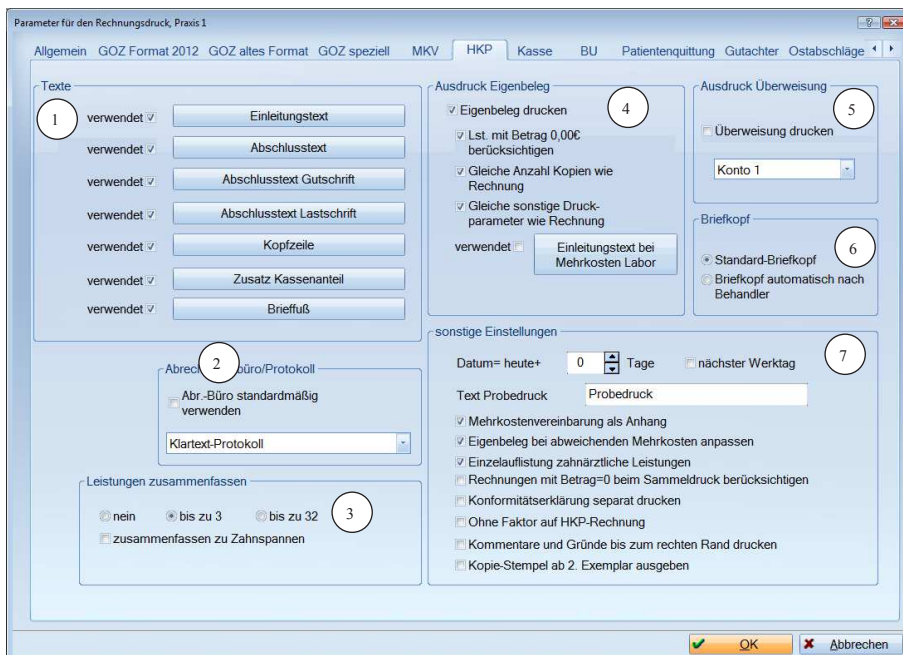 Parameter für den Rechnungsdruck, Praxis 1
Allgemein GOZ Format 2012 GOZ altes Format GOZ speziell MKV HKP Kasse BU Patientenquittung Gutachter Ostabschläge
Texte
1
verwendet Einleitungstext
verwendet Abschlusstext
verwendet Abschlusstext Gutschrift
verwendet Abschlusstext Lastschrift
verwendet Kopfzeile
verwendet Zusatz Kassenanteil
verwendet Brieffuß
Ausdruck Eigenbeleg
4
Eigenbeleg drucken
Lst. mit Betrag 0,00€
berücksichtigen
Gleiche Anzahl Kopien wie
Rechnung
Gleiche sonstige Druck-
parameter wie Rechnung
verwendet Einleitungstext bei
Mehrkosten Labor
Ausdruck Überweisung
5
Überweisung drucken
Konto 1
Briefkopf
6
Standard-Briefkopf
Briefkopf automatisch nach
Behandler
2
Abrec büro/Protokoll
Abr.-Büro standardmäßig
verwenden
Klartext-Protokoll
Leistungen zusammenfassen
nein bis zu 3 bis zu 32 3
zusammenfassen zu Zahnspannen
sonstige Einstellungen
7
Datum= heute+ 0 Tage nächster Werktag
Text Probedruck Probedruck
Mehrkostenvereinbarung als Anhang
Eigenbeleg bei abweichenden Mehrkosten anpassen
Einzelauflistung zahnärztliche Leistungen
Rechnungen mit Betrag=0 beim Sammeldruck berücksichtigen
Konformitätserklärung separat drucken
Ohne Faktor auf HKP-Rechnung
Kommentare und Gründe bis zum rechten Rand drucken
Kopie-Stempel ab 2. Exemplar ausgeben
OK Abbrechen